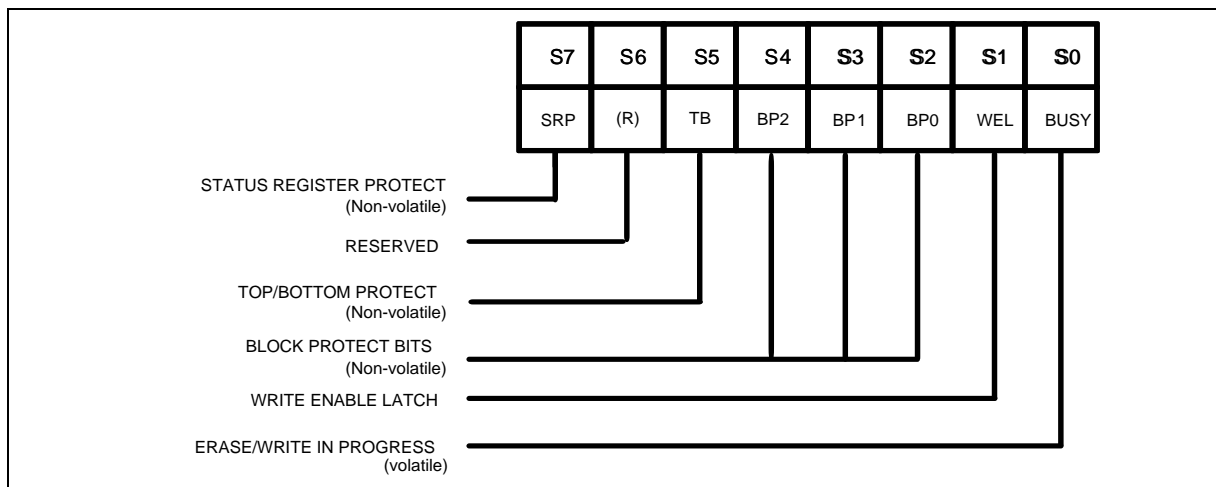 S7 S6 S5 S4 S3 S2 S1 S0
SRP (R) TB BP2 BP1 BP0 WEL BUSY
STATUS REGISTER PROTECT
(Non-volatile)
RESERVED
TOP/BOTTOM PROTECT
(Non-volatile)
BLOCK PROTECT BITS
(Non-volatile)
WRITE ENABLE LATCH
ERASE/WRITE IN PROGRESS
(volatile)